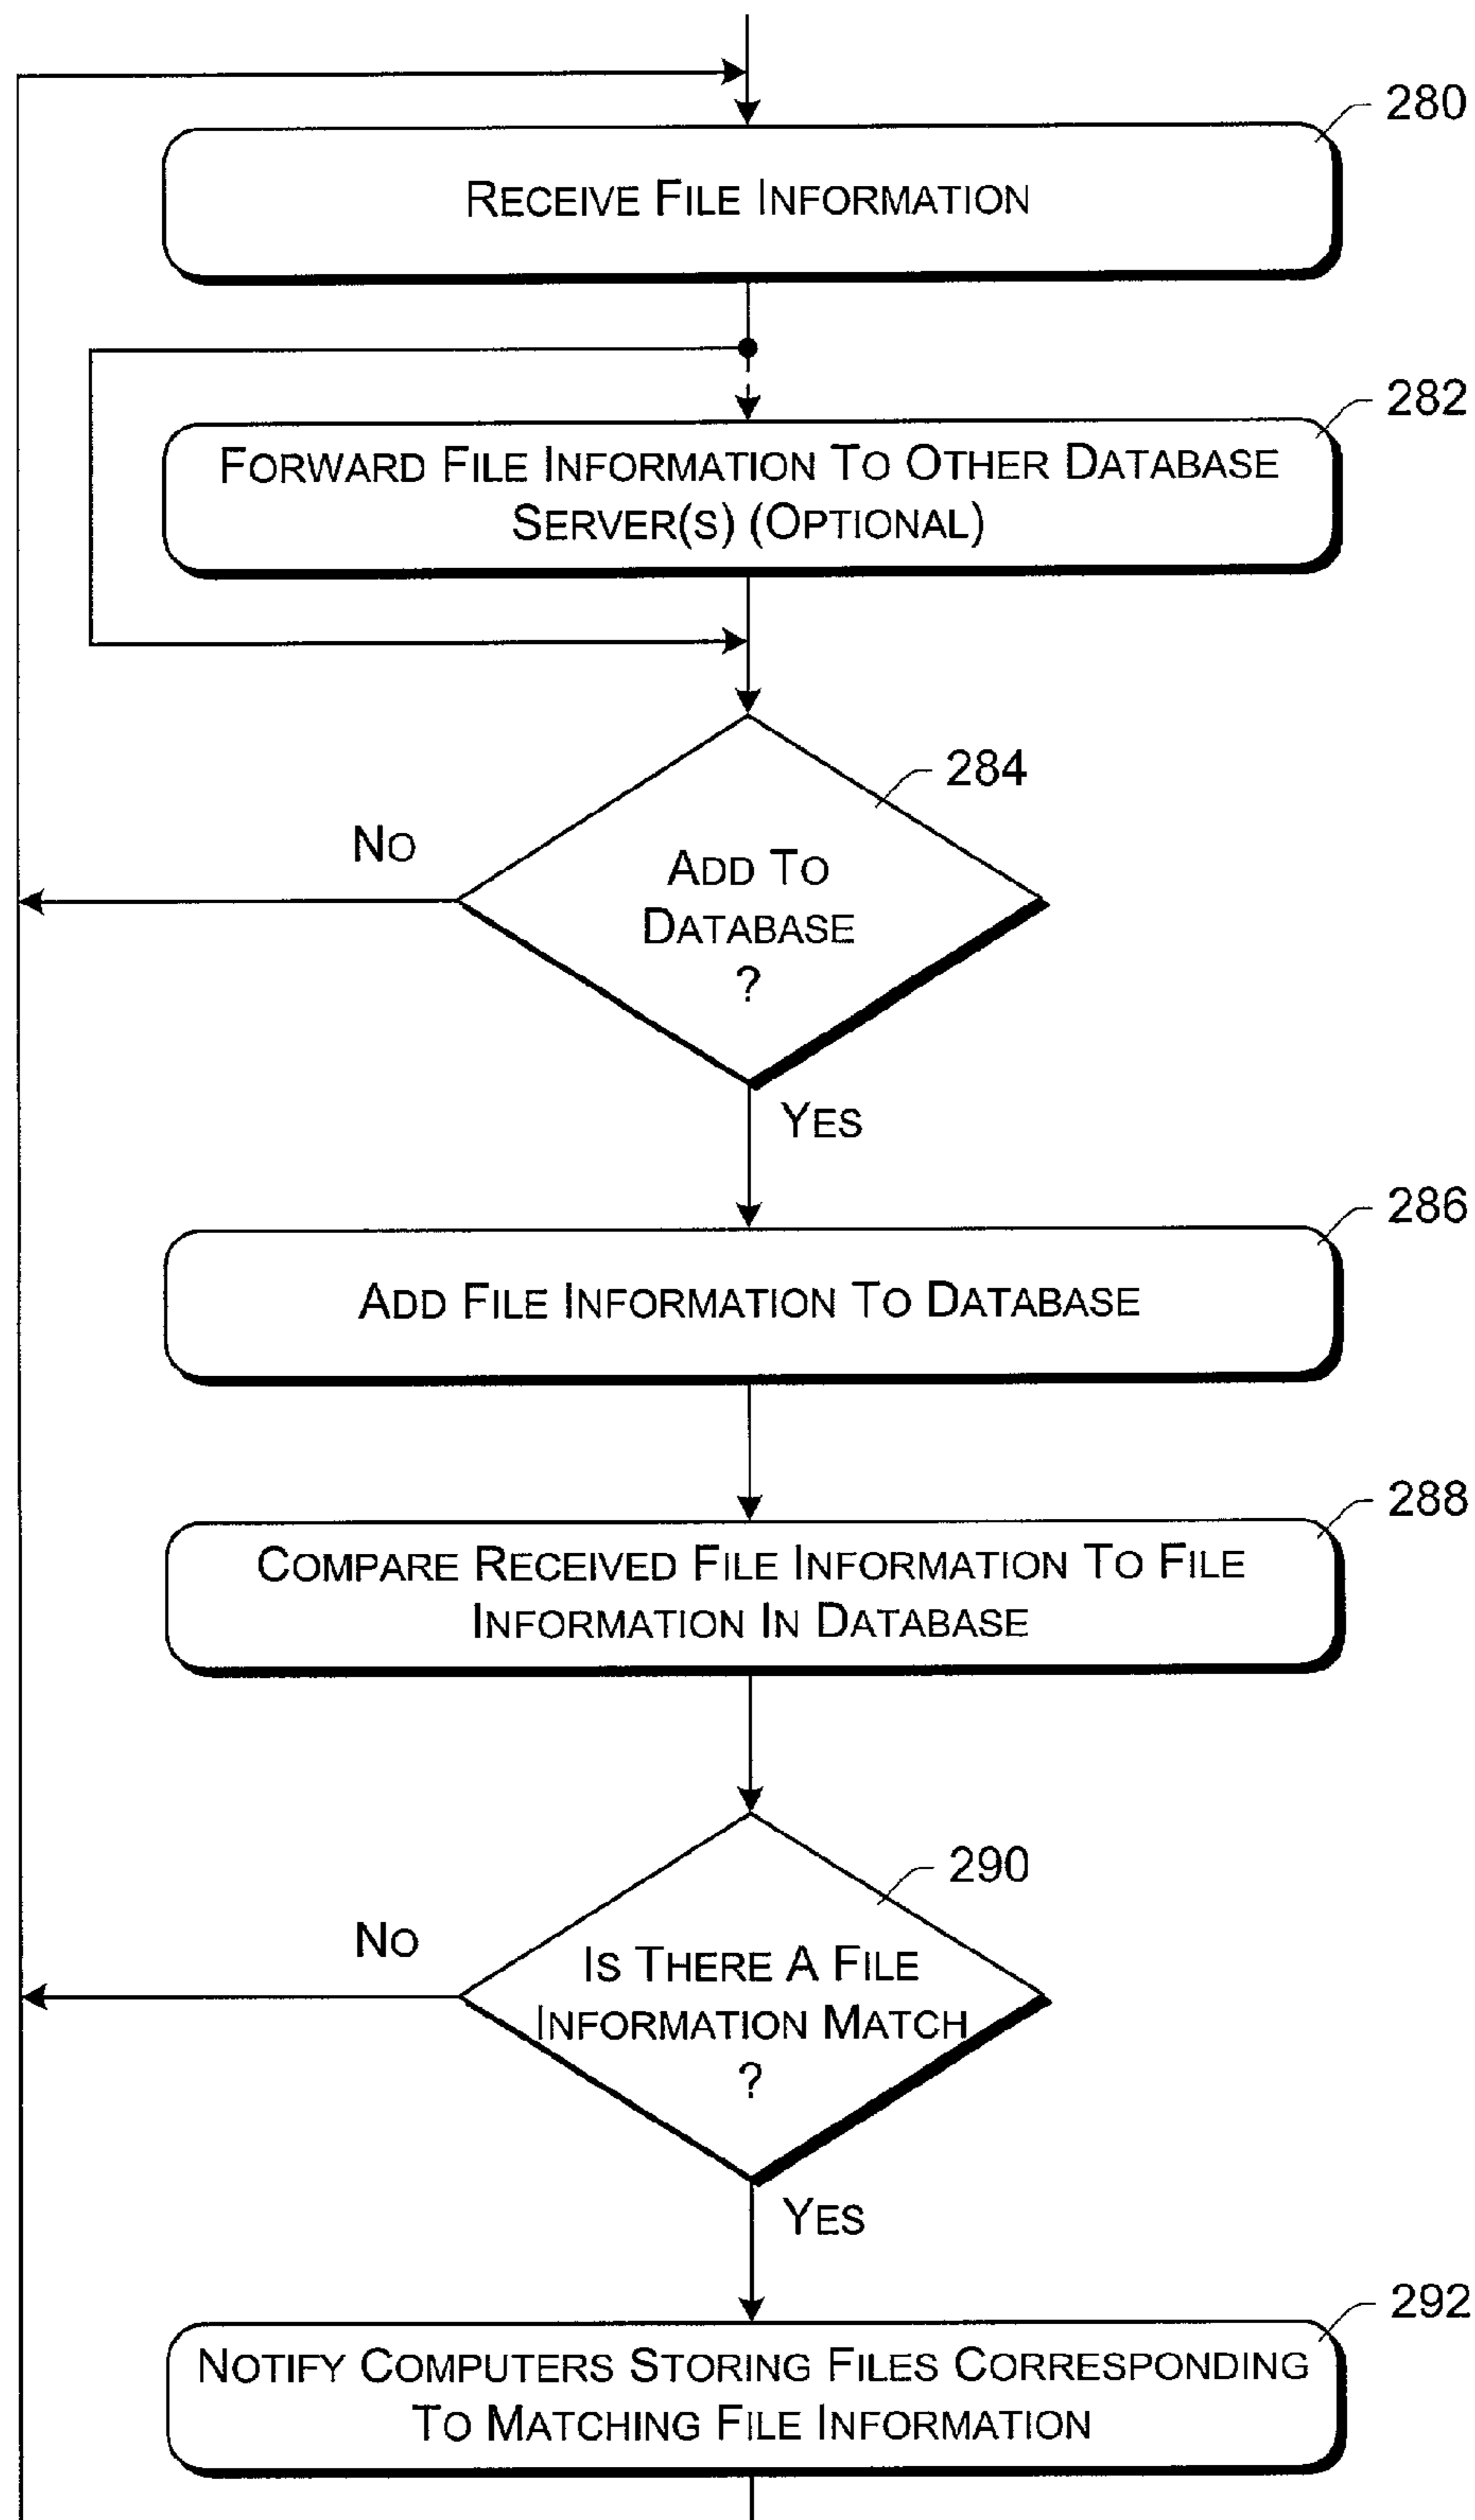 280
RECEIVE FILE INFORMATION
282
FORWARD FILE INFORMATION TO OTHER DATABASE
SERVER(S) (OPTIONAL)
284
NO
ADD TO
DATABASE
?
YES
286
ADD FILE INFORMATION TO DATABASE
288
COMPARE RECEIVED FILE INFORMATION TO FILE
INFORMATION IN DATABASE
290
NO
IS THERE A FILE
INFORMATION MATCH
?
YES
292
NOTIFY COMPUTERS STORING FILES CORRESPONDING
TO MATCHING FILE INFORMATION